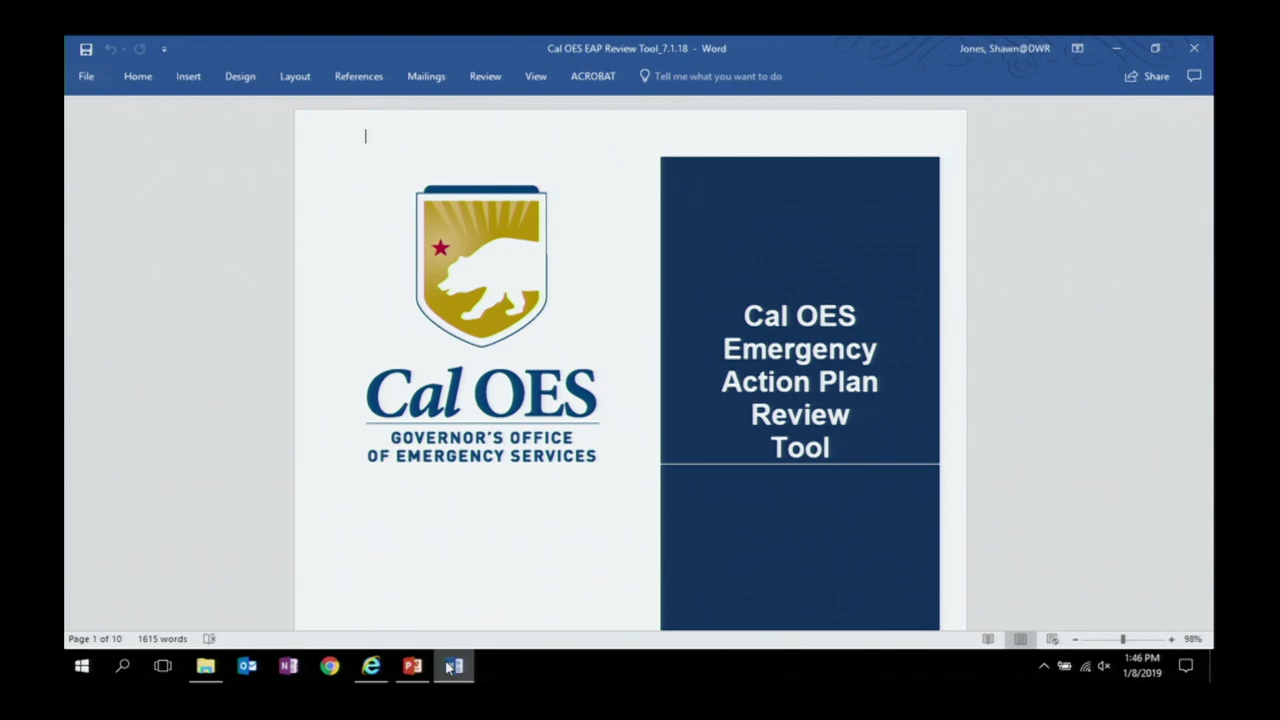 Cal OES EAP Review Tool_7.1.18 - Word
Jones, Shawn@DWR
File Home Insert Design Layout References Mailings Review View ACROBAT Tell me what you want to do Share
Cal OES
GOVERNOR'S OFFICE
OF EMERGENCY SERVICES
Cal OES
Emergency
Action Plan
Review
Tool
Page 1 of 10 1615 words 98%
1:46 PM
1/8/2019